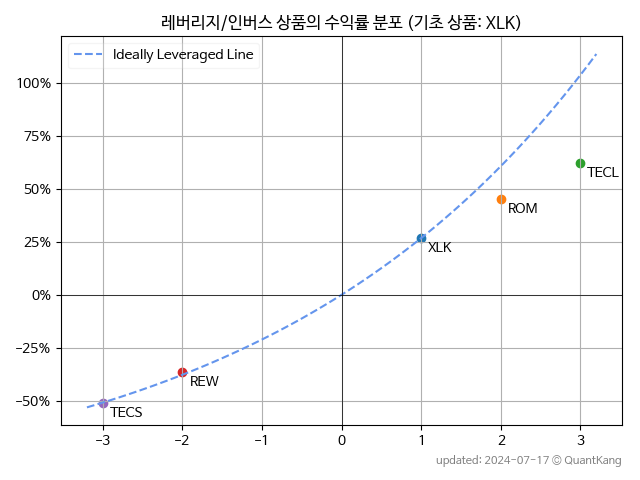 레버리지/인버스 상품의 수익률 분포 (기초 상품: XLK)
Ideally Leveraged Line
100%
75%
50%
25%
0%
−25%
−50%
TECL
ROM
XLK
REW
TECS
−3 −2 −1 0 1 2 3
updated: 2024-07-17 © QuantKang